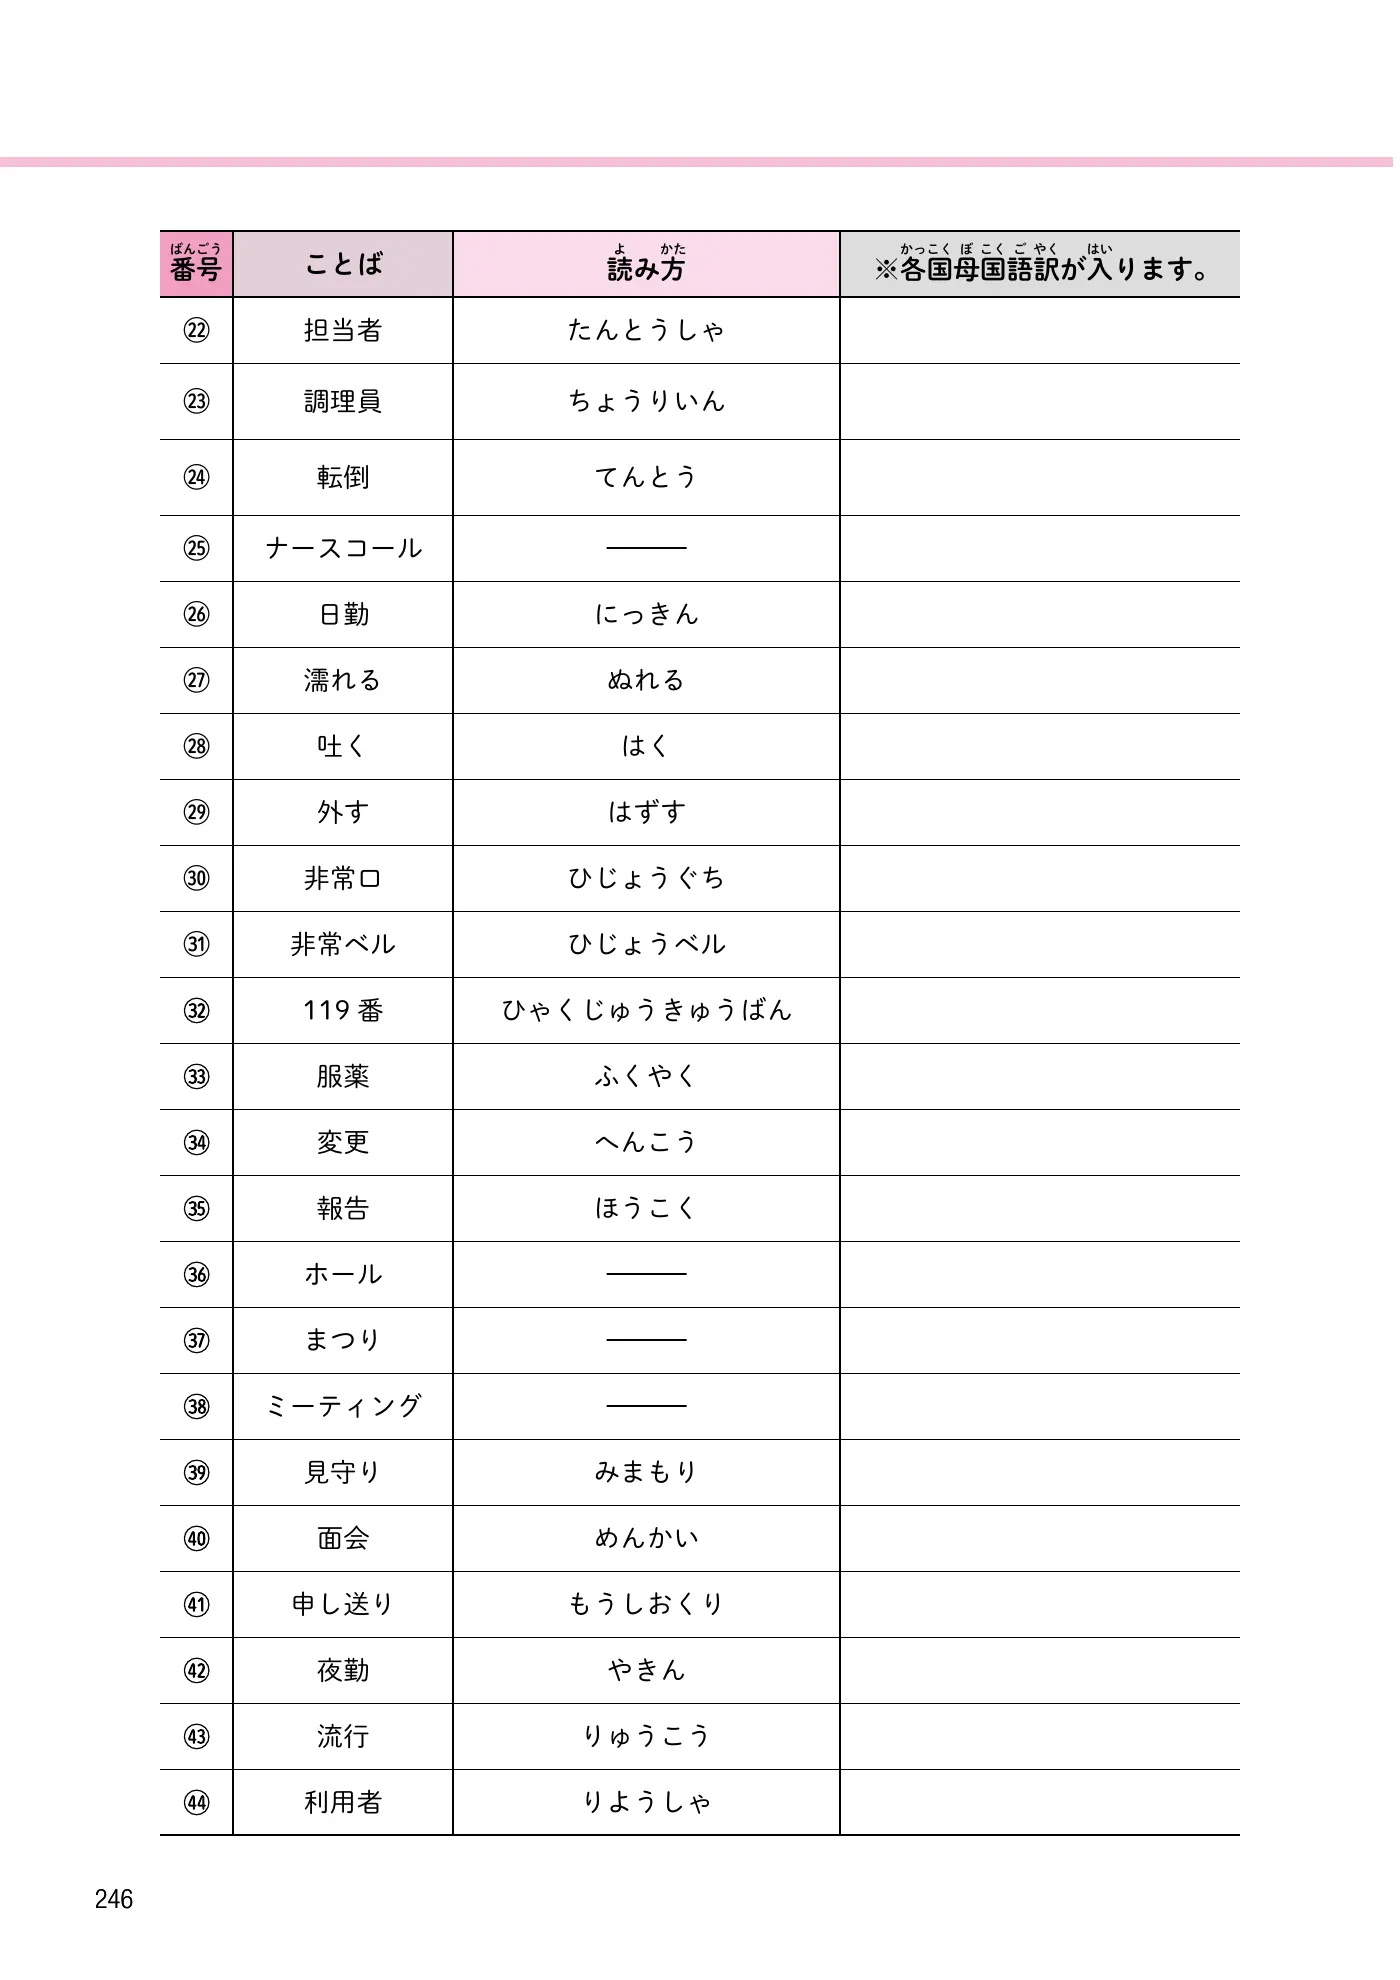 番号 ことば 読み方 ※各国母国語訳が入ります。
ばんごう よ かた かっこく ぼ こく ご やく はい
㉒ 担当者 たんとうしゃ
㉓ 調理員 ちょうりいん
㉔ 転倒 てんとう
㉕ ナースコール ———
㉖ 日勤 にっきん
㉗ 濡れる ぬれる
㉘ 吐く はく
㉙ 外す はずす
㉚ 非常口 ひじょうぐち
㉛ 非常ベル ひじょうベル
㉜ 119番 ひゃくじゅうきゅうばん
㉝ 服薬 ふくやく
㉞ 変更 へんこう
㉟ 報告 ほうこく
㊱ ホール ———
㊲ まつり ———
㊳ ミーティング ———
㊴ 見守り みまもり
㊵ 面会 めんかい
㊶ 申し送り もうしおくり
㊷ 夜勤 やきん
㊸ 流行 りゅうこう
㊹ 利用者 りようしゃ
246